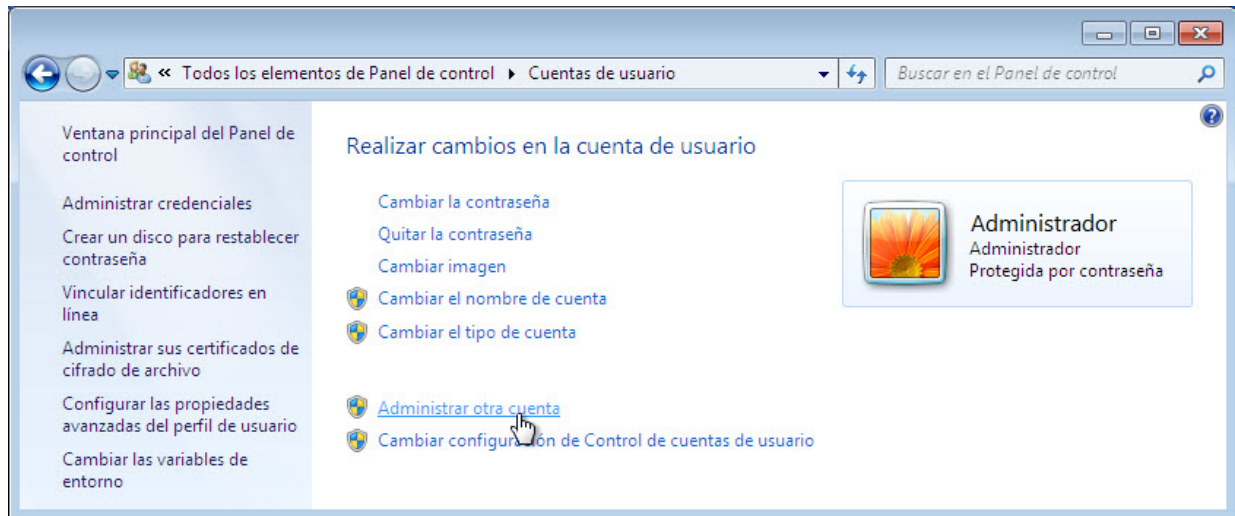 « Todos los elementos de Panel de control ▸ Cuentas de usuario
Buscar en el Panel de control
Ventana principal del Panel de
control
Administrar credenciales
Crear un disco para restablecer
contraseña
Vincular identificadores en
línea
Administrar sus certificados de
cifrado de archivo
Configurar las propiedades
avanzadas del perfil de usuario
Cambiar las variables de
entorno
Realizar cambios en la cuenta de usuario
Cambiar la contraseña
Quitar la contraseña
Cambiar imagen
Cambiar el nombre de cuenta
Cambiar el tipo de cuenta
Administrar otra cuenta
Cambiar configuración de Control de cuentas de usuario
Administrador
Administrador
Protegida por contraseña